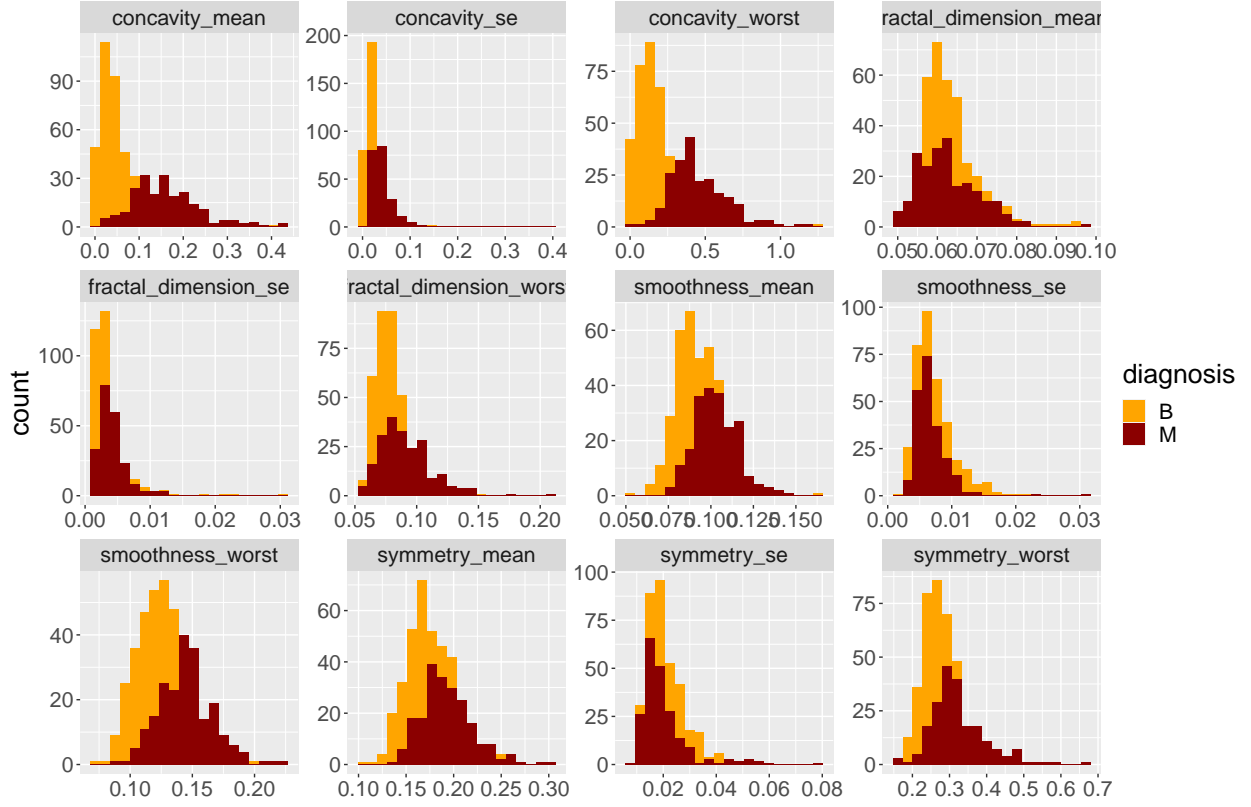 concavity_mean
concavity_se
concavity_worst
ractal_dimension_mear
90
60
30
0
0.0 0.1 0.2 0.3 0.4
200
150
100
50
0
0.0 0.1 0.2 0.3 0.4
75
50
25
0
0.0 0.5 1.0
75
50
25
0
0.05 0.06 0.07 0.08 0.09 0.10
fractal_dimension_se
ractal_dimension_wors
smoothness_mean
smoothness_se
100
50
0
0.00 0.01 0.02 0.03
75
50
25
0
0.05 0.10 0.15 0.20
60
40
20
0
0.050 0.075 0.100 0.125 0.150
100
75
50
25
0
0.00 0.01 0.02 0.03
smoothness_worst
symmetry_mean
symmetry_se
symmetry_worst
40
20
0
0.10 0.15 0.20
60
40
20
0
0.10 0.15 0.20 0.25 0.30
100
75
50
25
0
0.02 0.04 0.06 0.08
75
50
25
0
0.2 0.3 0.4 0.5 0.6 0.7
count
diagnosis
B
M